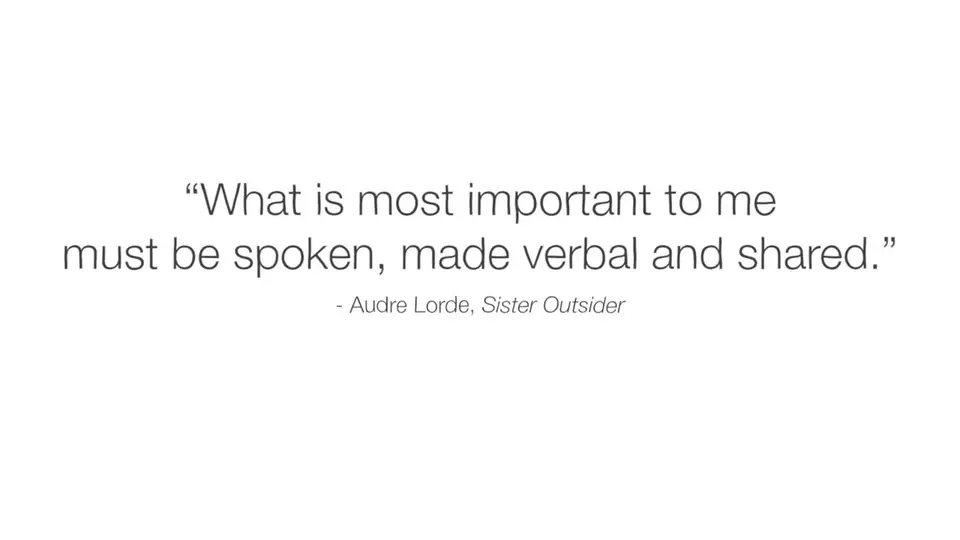 “What is most important to me
must be spoken, made verbal and shared.”
- Audre Lorde, Sister Outsider